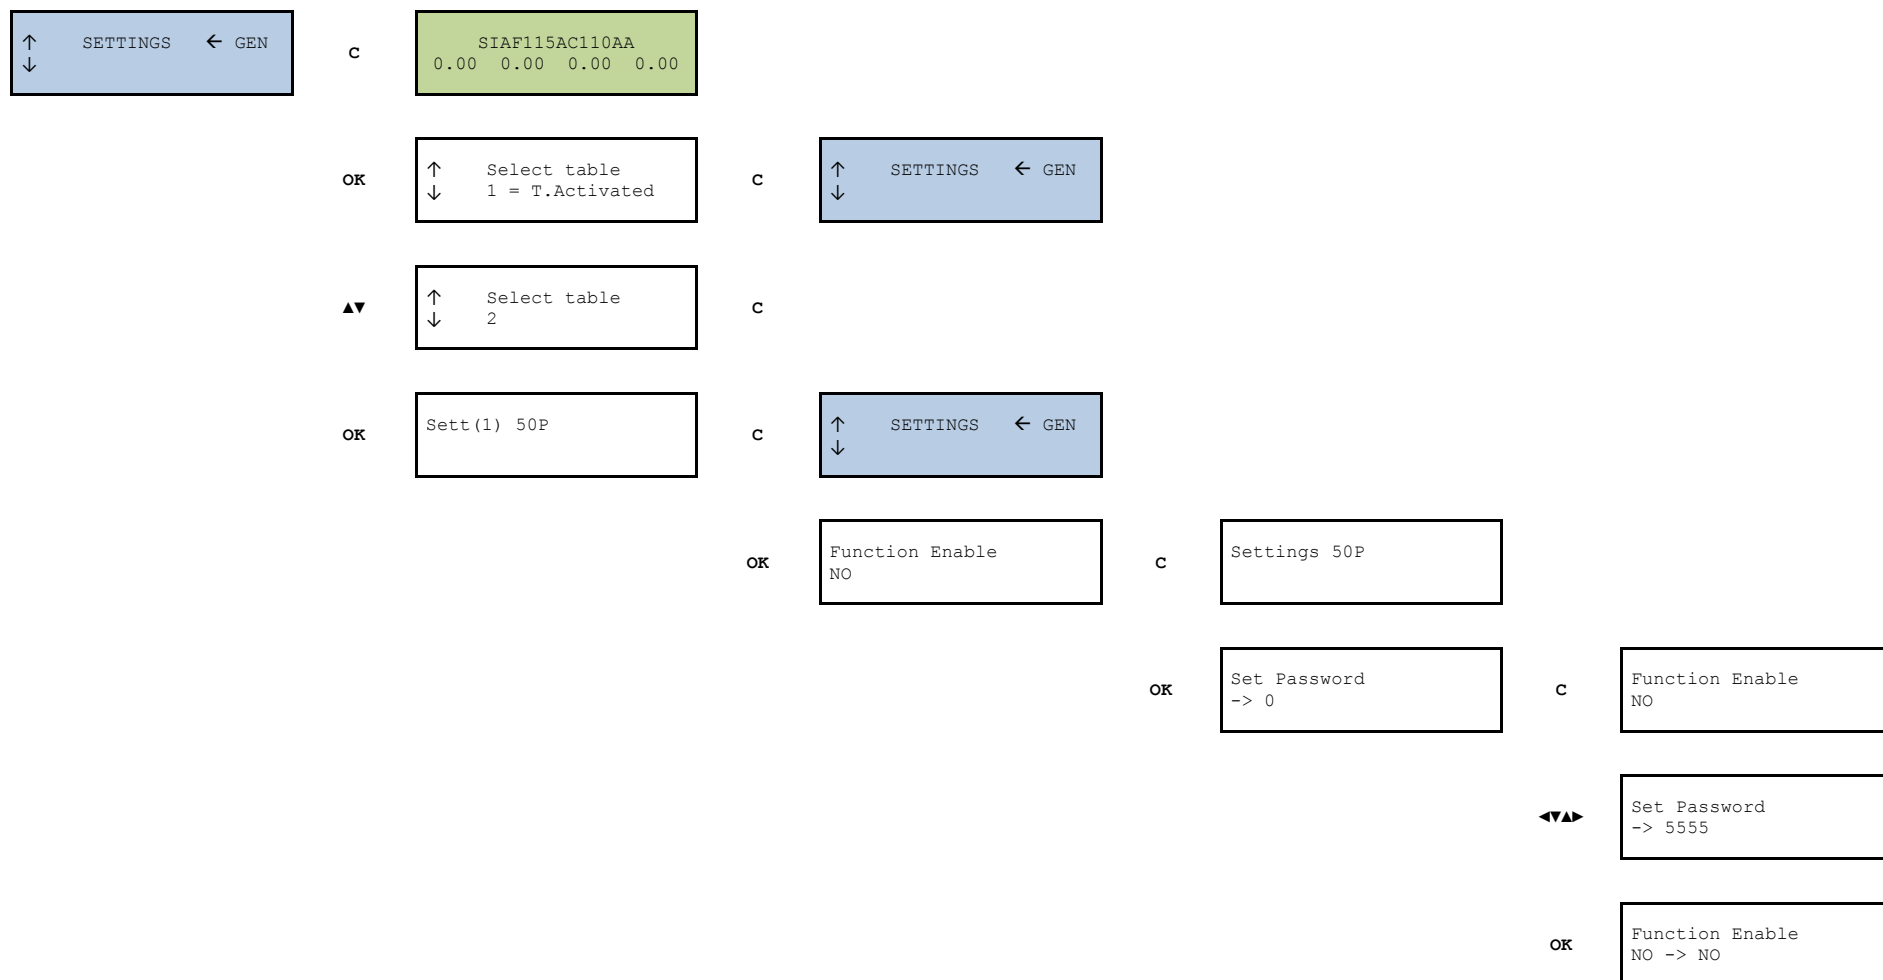 ↑ SETTINGS ← GEN
↓
C
SIAF115AC110AA
0.00 0.00 0.00 0.00
OK
↑ Select table
↓ 1 = T.Activated
C
↑ SETTINGS ← GEN
↓
▲▼
↑ Select table
↓ 2
C
OK
Sett(1) 50P
C
↑ SETTINGS ← GEN
↓
OK
Function Enable
NO
C
Settings 50P
OK
Set Password
-> 0
C
Function Enable
NO
◄▼▲►
Set Password
-> 5555
OK
Function Enable
NO -> NO